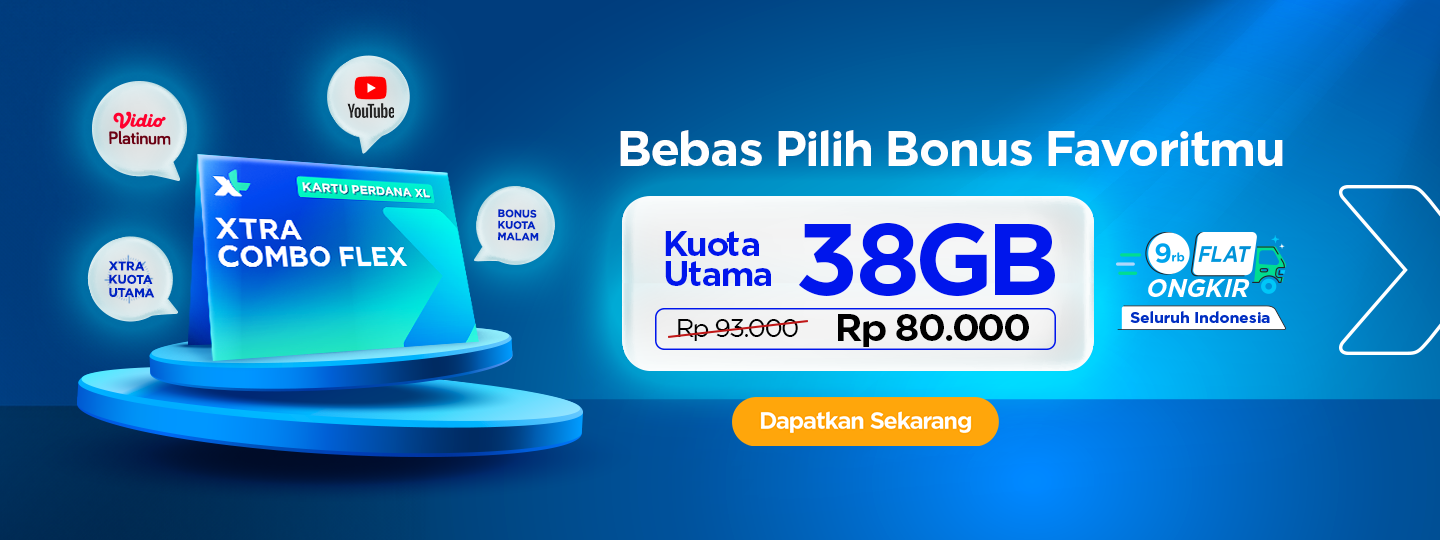 Vidio
Platinum
YouTube
XL
KARTU PERDANA XL
XTRA
COMBO FLEX
BONUS
KUOTA
MALAM
XTRA
KUOTA
UTAMA
Bebas Pilih Bonus Favoritmu
Kuota
Utama
38GB
Rp 93.000
Rp 80.000
9rb FLAT
ONGKIR
Seluruh Indonesia
Dapatkan Sekarang